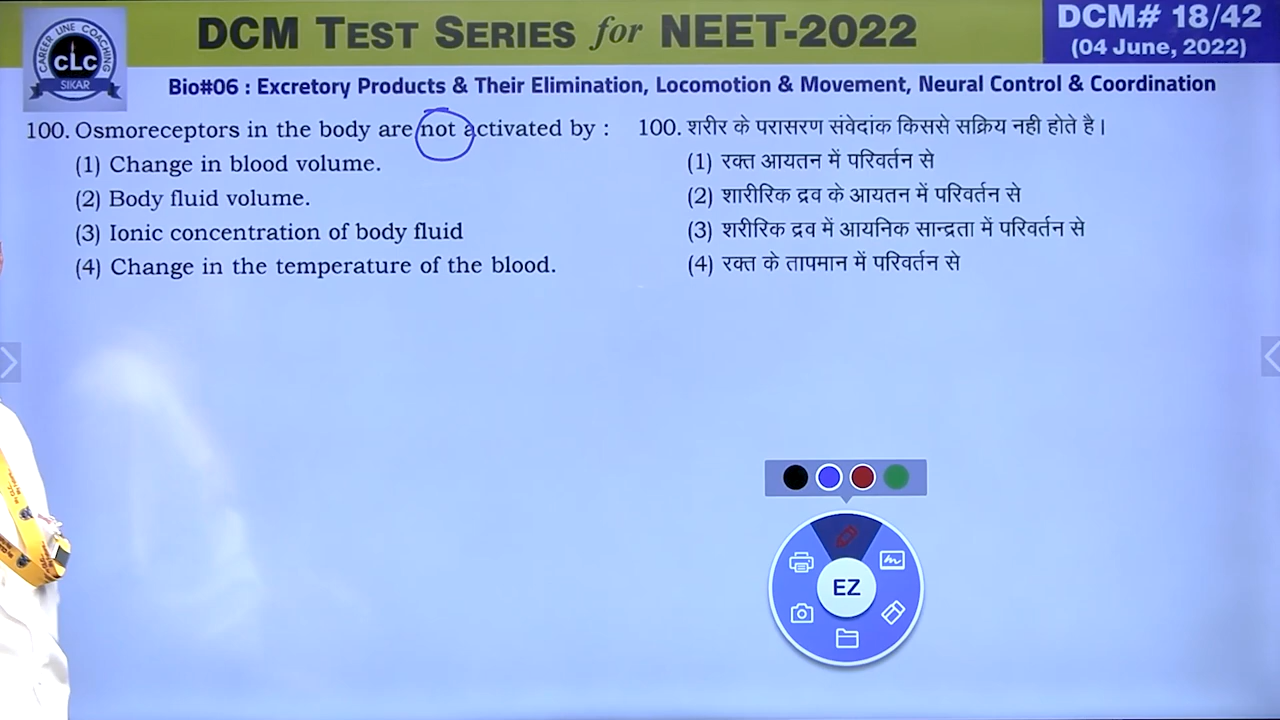 CAREER LINE COACHING
CLC
SIKAR
DCM TEST SERIES for NEET-2022
DCM# 18/42
(04 June, 2022)
Bio#06 : Excretory Products & Their Elimination, Locomotion & Movement, Neural Control & Coordination
100. Osmoreceptors in the body are not activated by :
(1) Change in blood volume.
(2) Body fluid volume.
(3) Ionic concentration of body fluid
(4) Change in the temperature of the blood.
100. शरीर के परासरण संवेदांक किससे सक्रिय नही होते है।
(1) रक्त आयतन में परिवर्तन से
(2) शारीरिक द्रव के आयतन में परिवर्तन से
(3) शरीरिक द्रव में आयनिक सान्द्रता में परिवर्तन से
(4) रक्त के तापमान में परिवर्तन से
EZ